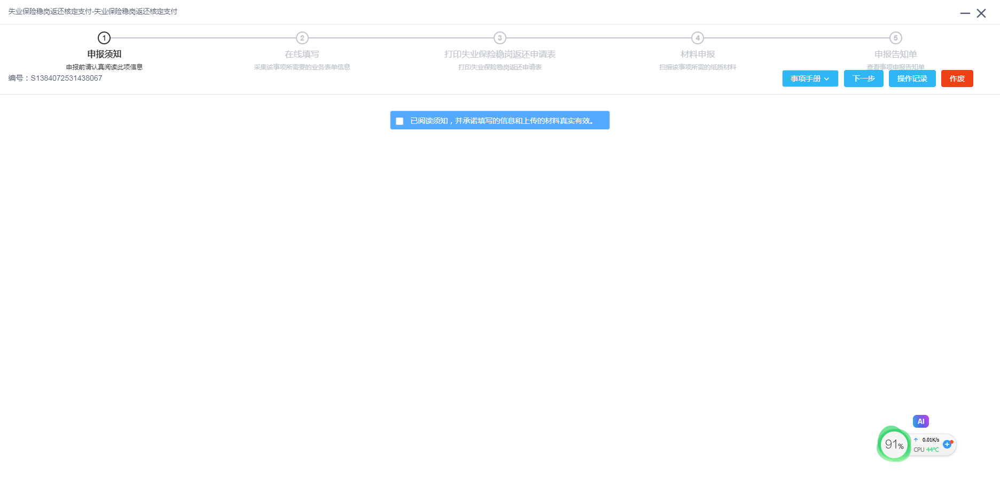 失业保险稳岗返还核定支付-失业保险稳岗返还核定支付
1 2 3 4 5
申报须知 在线填写 打印失业保险稳岗返还申请表 材料申报 申报告知单
申报前请认真阅读此项信息 采集该事项所需要的业务表单信息 打印失业保险稳岗返还申请表 扫描该事项所需的纸质材料 查看事项申报告知单
编号：S1384072531438067 事项手册 下一步 操作记录 作废
已阅读须知，并承诺填写的信息和上传的材料真实有效。
AI
91% 0.01K/s
CPU 44°C